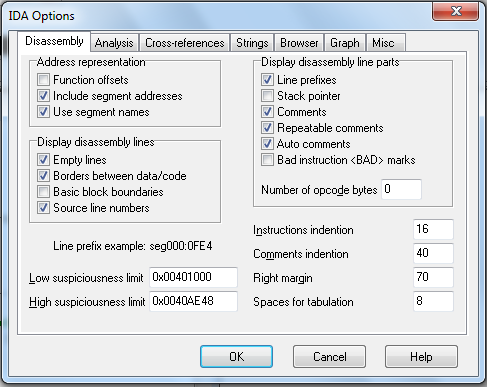 IDA Options
Disassembly Analysis Cross-references Strings Browser Graph Misc
Address representation
Function offsets
Include segment addresses
Use segment names
Display disassembly lines
Empty lines
Borders between data/code
Basic block boundaries
Source line numbers
Line prefix example: seg000:0FE4
Low suspiciousness limit 0x00401000
High suspiciousness limit 0x0040AE48
Display disassembly line parts
Line prefixes
Stack pointer
Comments
Repeatable comments
Auto comments
Bad instruction <BAD> marks
Number of opcode bytes 0
Instructions indention 16
Comments indention 40
Right margin 70
Spaces for tabulation 8
OK Cancel Help